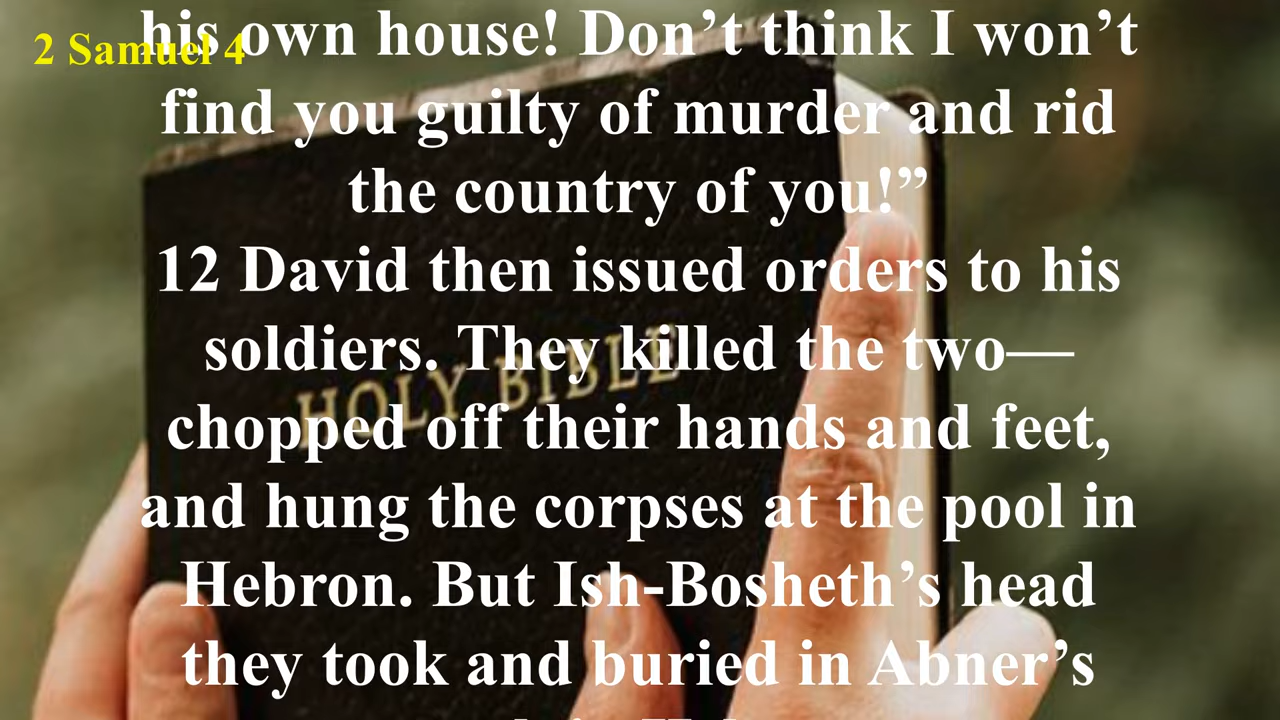 2 Samuel 4
his own house! Don’t think I won’t
find you guilty of murder and rid
the country of you!”
12 David then issued orders to his
soldiers. They killed the two—
chopped off their hands and feet,
and hung the corpses at the pool in
Hebron. But Ish-Bosheth’s head
they took and buried in Abner’s
HOLY BIBLE